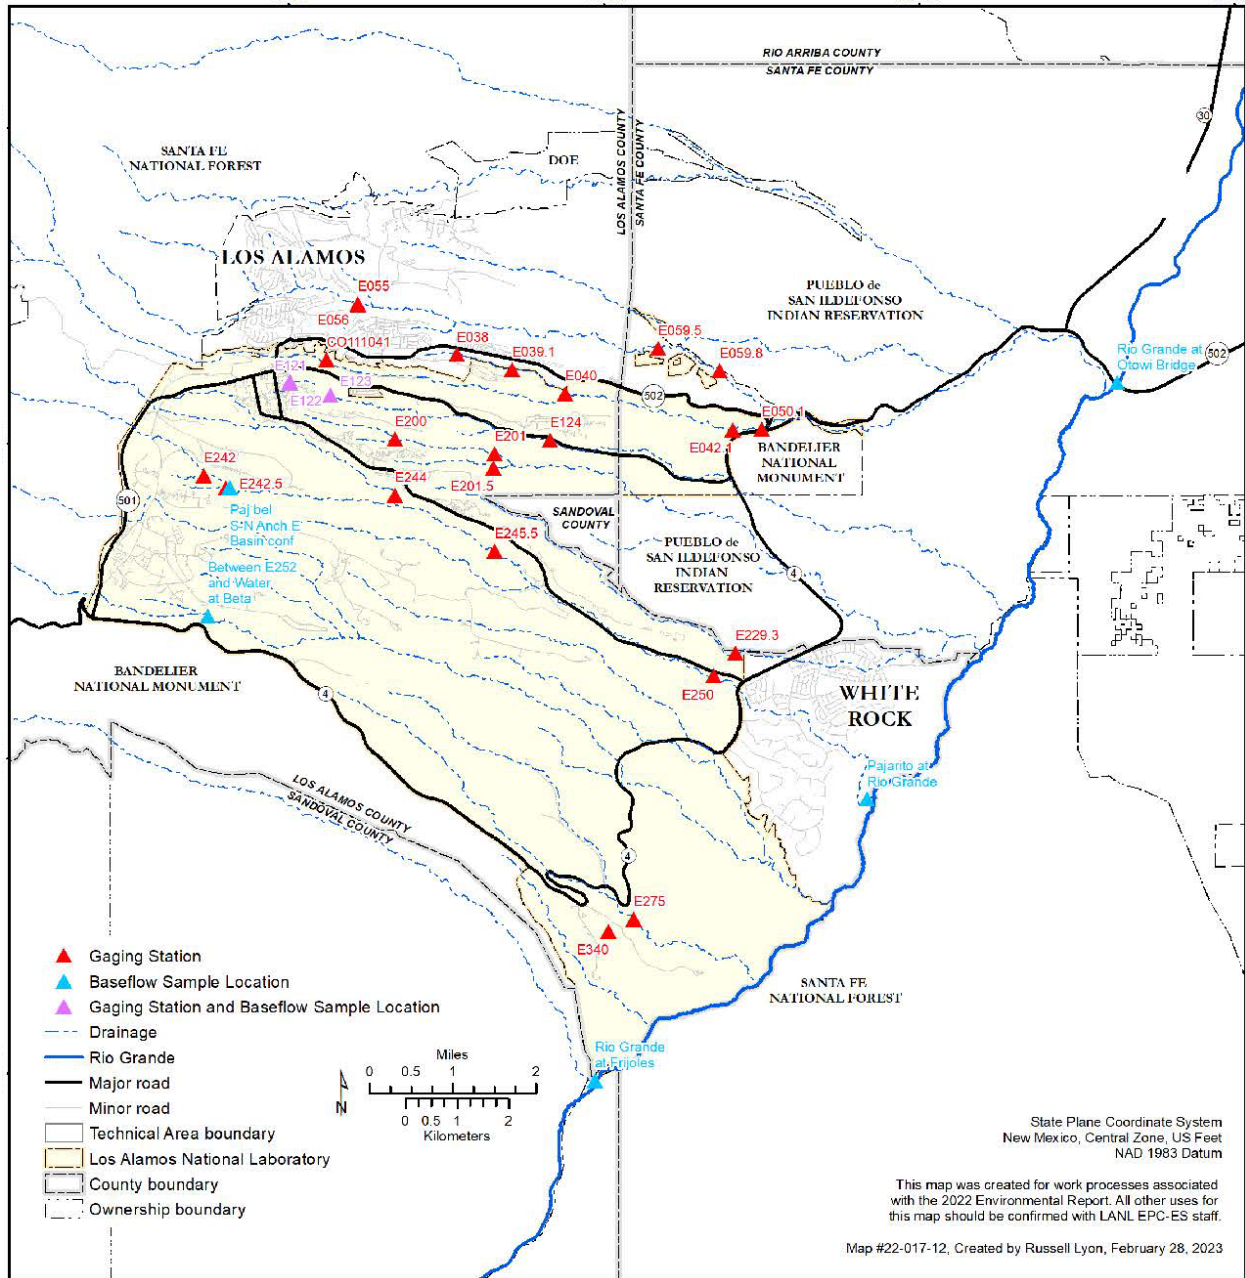 RIO ARRIBA COUNTY
SANTA FE COUNTY
30
SANTA FE
NATIONAL FOREST
DOE
LOS ALAMOS COUNTY
SANTA FE COUNTY
LOS ALAMOS
E055
PUEBLO de
SAN ILDEFONSO
INDIAN RESERVATION
E056
CO111041
E038
E039.1
E059.5
E059.8
Rio Grande at
Otowi Bridge
502
E121
E123
E122
E040
502
E200
E201
E124
E050.1
E042.1
BANDELIER
NATIONAL
MONUMENT
E242
E242.5
E244
E201.5
501
Paj bel
S-N Anch E
Basin conf
SANDOVAL
COUNTY
E245.5
PUEBLO de
SAN ILDEFONSO
INDIAN
RESERVATION
Between E252
and Water
at Beta
4
E229.3
BANDELIER
NATIONAL MONUMENT
4
E250
WHITE
ROCK
Pajarito at
Rio Grande
LOS ALAMOS COUNTY
SANDOVAL COUNTY
4
E275
E340
SANTA FE
NATIONAL FOREST
Rio Grande
at Frijoles
Gaging Station
Baseflow Sample Location
Gaging Station and Baseflow Sample Location
Drainage
Rio Grande
Major road
Minor road
Technical Area boundary
Los Alamos National Laboratory
County boundary
Ownership boundary
N
Miles
0 0.5 1 2
0 0.5 1 2
Kilometers
State Plane Coordinate System
New Mexico, Central Zone, US Feet
NAD 1983 Datum
This map was created for work processes associated
with the 2022 Environmental Report. All other uses for
this map should be confirmed with LANL EPC-ES staff.
Map #22-017-12, Created by Russell Lyon, February 28, 2023